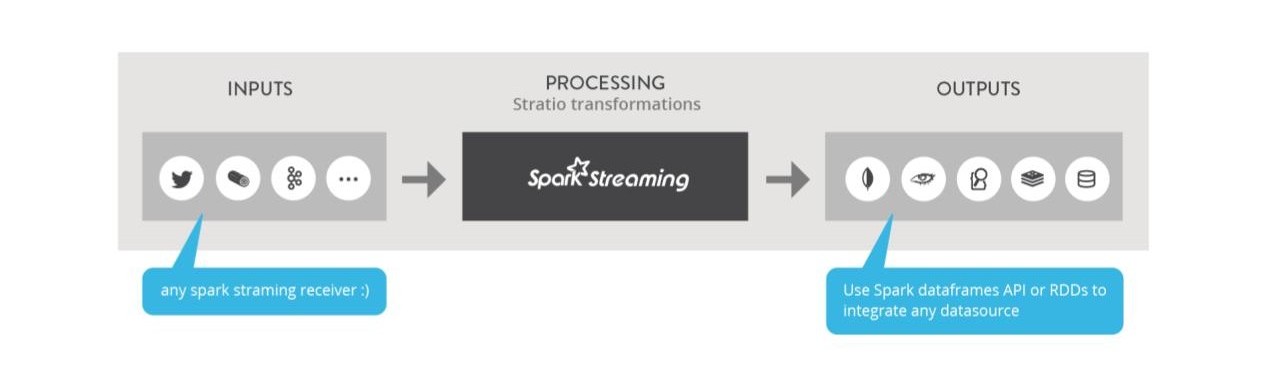 INPUTS
PROCESSING
Stratio transformations
OUTPUTS
Spark Streaming
any spark straming receiver :)
Use Spark dataframes API or RDDs to
integrate any datasource